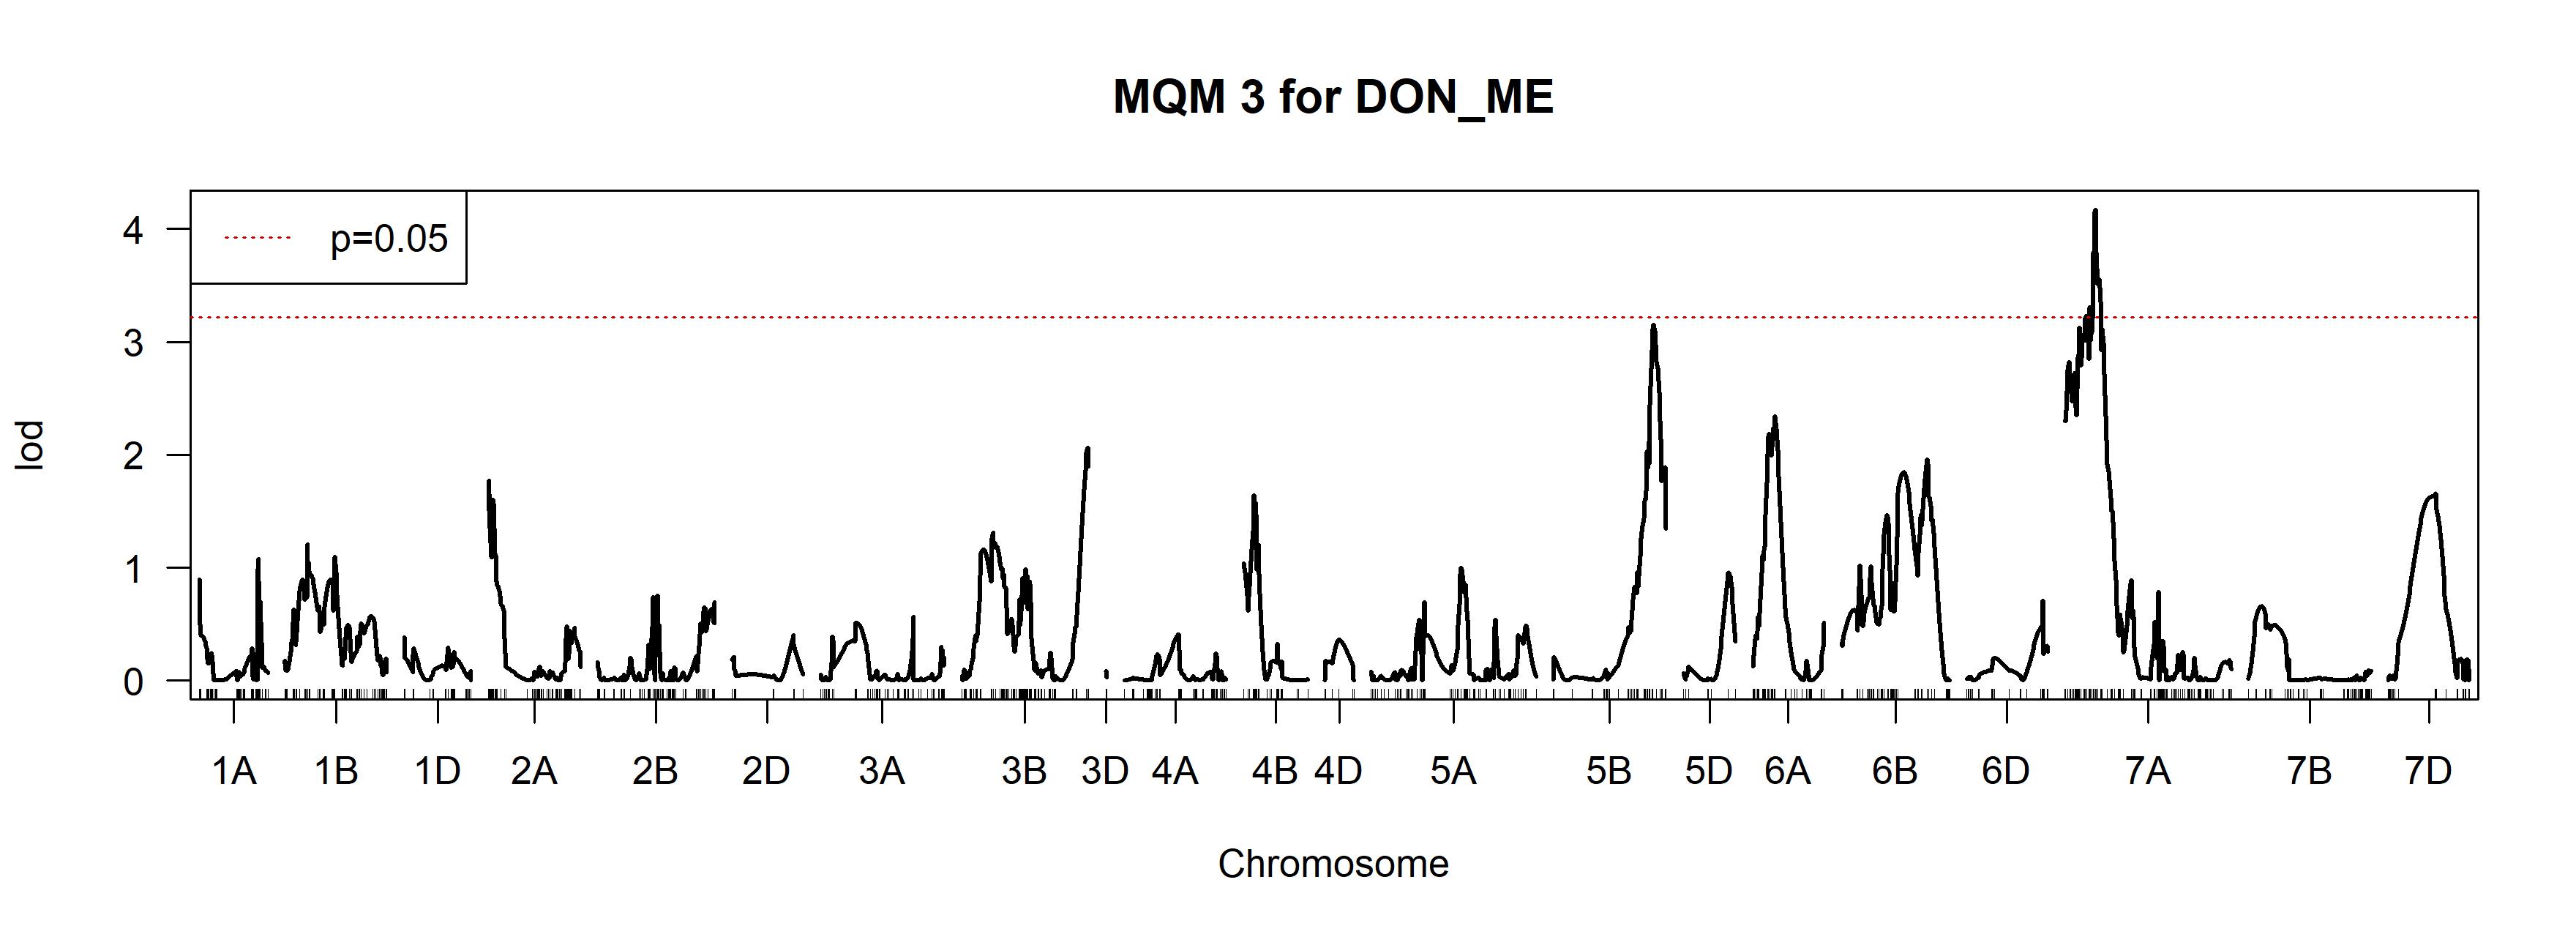 MQM 3 for DON_ME
p=0.05
4
3
2
1
0
lod
1A 1B 1D 2A 2B 2D 3A 3B 3D 4A 4B 4D 5A 5B 5D 6A 6B 6D 7A 7B 7D
Chromosome